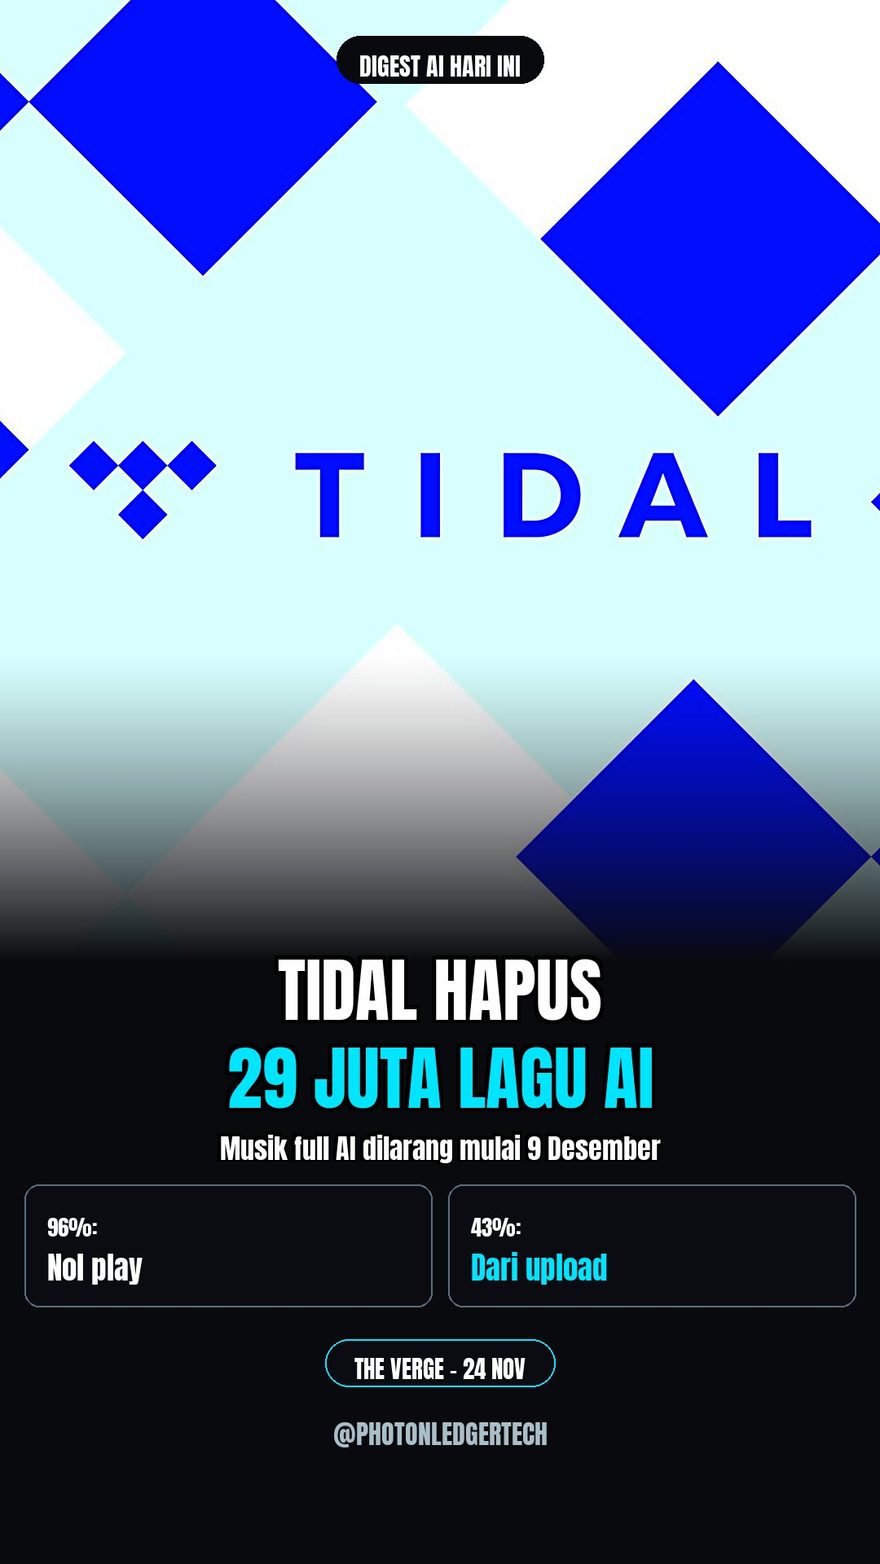 DIGEST AI HARI INI
TIDAL
TIDAL HAPUS
29 JUTA LAGU AI
Musik full AI dilarang mulai 9 Desember
96%:
Nol play
43%:
Dari upload
THE VERGE - 24 NOV
@PHOTONLEDGERTECH